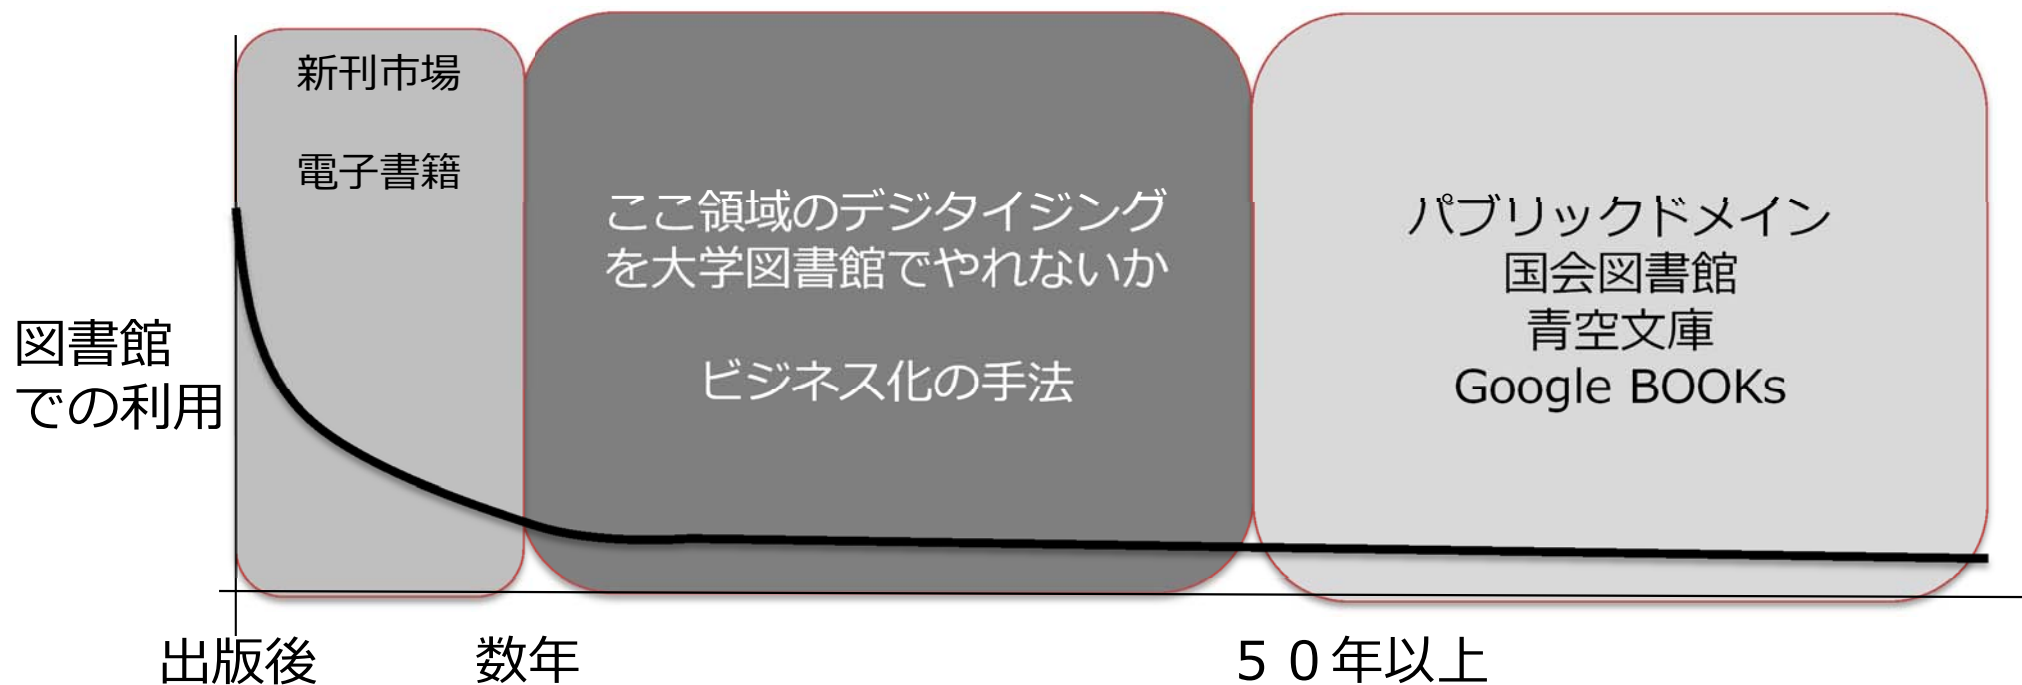 新刊市場
電子書籍
ここ領域のデジタイジング
を大学図書館でやれないか
ビジネス化の手法
パブリックドメイン
国会図書館
青空文庫
Google BOOKs
図書館
での利用
出版後
数年
５０年以上